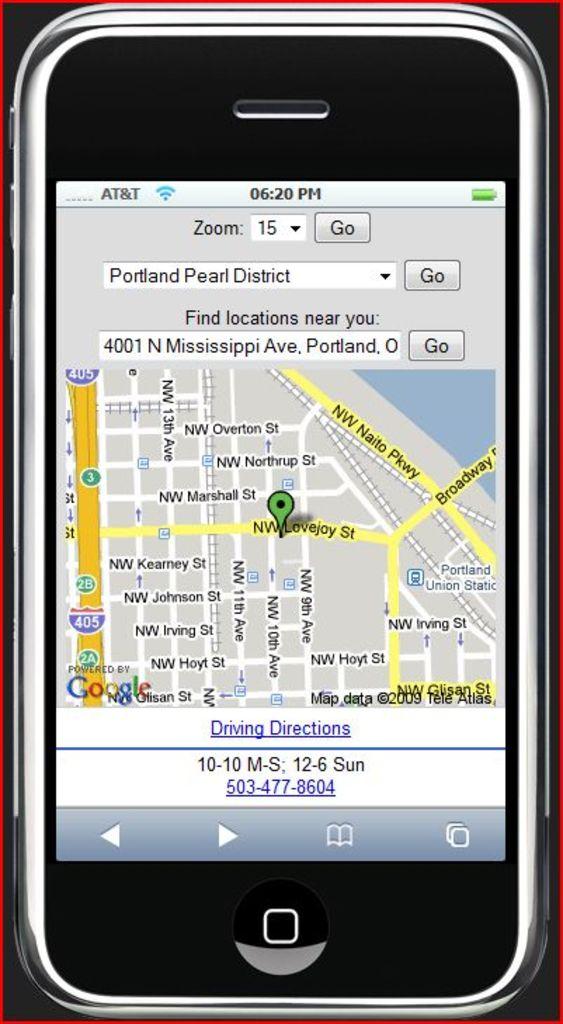 AT&T 06:20 PM
Zoom: 15 Go
Portland Pearl District Go
Find locations near you:
4001 N Mississippi Ave, Portland, O Go
405
NW 13th Ave
NW Overton St
NW Naito Pkwy
NW Northrup St
Broadway
3
NW Marshall St
St
NW Lovejoy St
St
NW Kearney St
Portland
Union Static
2B
NW Johnson St
NW 11th Ave
NW 10th Ave
NW 9th Ave
405
NW Irving St
NW Irving St
2A
NW Hoyt St
NW Hoyt St
POWERED BY
Google
NW Glisan St
NW
NW Glisan St
Map data ©2009 Tele Atlas
Driving Directions
10-10 M-S; 12-6 Sun
503-477-8604